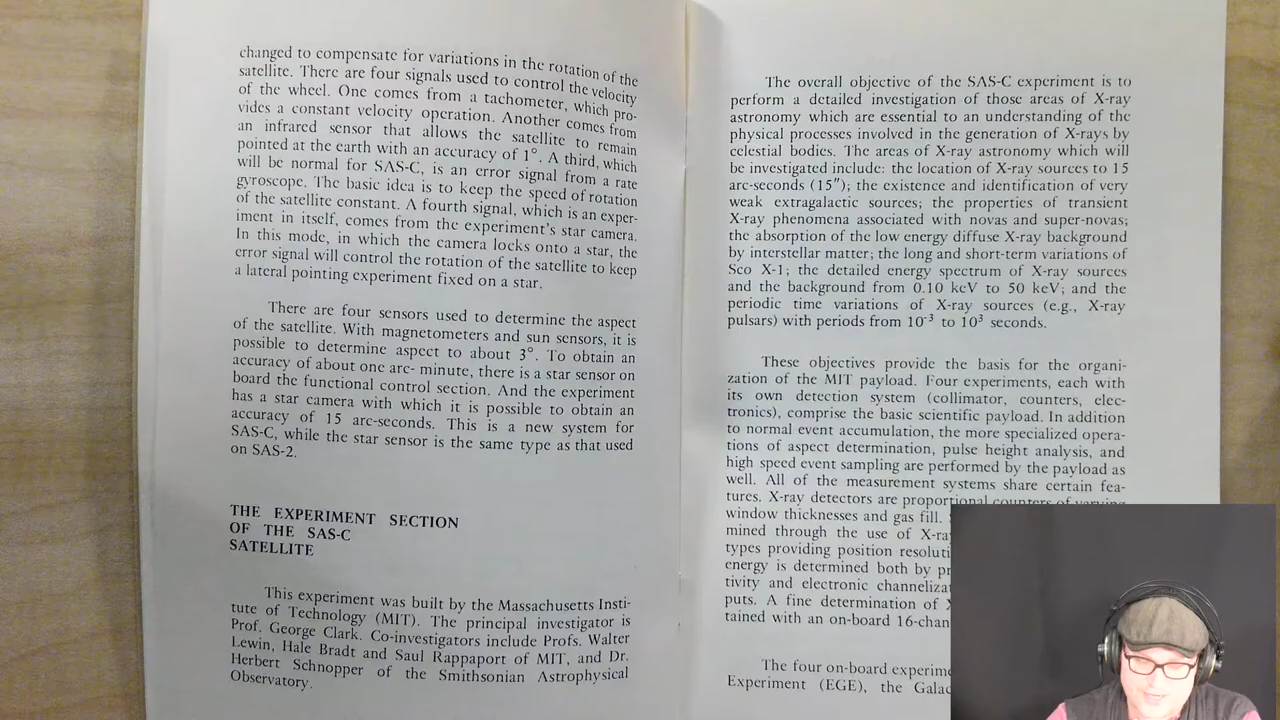 changed to compensate for variations in the rotation of the
satellite. There are four signals used to control the velocity
of the wheel. One comes from a tachometer, which pro-
vides a constant velocity operation. Another comes from
an infrared sensor that allows the satellite to remain
pointed at the earth with an accuracy of 1°. A third, which
will be normal for SAS-C, is an error signal from a rate
gyroscope. The basic idea is to keep the speed of rotation
of the satellite constant. A fourth signal, which is an exper-
iment in itself, comes from the experiment's star camera.
In this mode, in which the camera locks onto a star, the
error signal will control the rotation of the satellite to keep
a lateral pointing experiment fixed on a star.
There are four sensors used to determine the aspect
of the satellite. With magnetometers and sun sensors, it is
possible to determine aspect to about 3°. To obtain an
accuracy of about one arc- minute, there is a star sensor on
board the functional control section. And the experiment
has a star camera with which it is possible to obtain an
accuracy of 15 arc-seconds. This is a new system for
SAS-C, while the star sensor is the same type as that used
on SAS-2.
THE EXPERIMENT SECTION
OF THE SAS-C
SATELLITE
This experiment was built by the Massachusetts Insti-
tute of Technology (MIT). The principal investigator is
Prof. George Clark. Co-investigators include Profs. Walter
Lewin, Hale Bradt and Saul Rappaport of MIT, and Dr.
Herbert Schnopper of the Smithsonian Astrophysical
Observatory.
The overall objective of the SAS-C experiment is to
perform a detailed investigation of those areas of X-ray
astronomy which are essential to an understanding of the
physical processes involved in the generation of X-rays by
celestial bodies. The areas of X-ray astronomy which will
be investigated include: the location of X-ray sources to 15
arc-seconds (15″); the existence and identification of very
weak extragalactic sources; the properties of transient
X-ray phenomena associated with novas and super-novas;
the absorption of the low energy diffuse X-ray background
by interstellar matter; the long and short-term variations of
Sco X-1; the detailed energy spectrum of X-ray sources
and the background from 0.10 keV to 50 keV; and the
periodic time variations of X-ray sources (e.g., X-ray
pulsars) with periods from 10⁻³ to 10³ seconds.
These objectives provide the basis for the organi-
zation of the MIT payload. Four experiments, each with
its own detection system (collimator, counters, elec-
tronics), comprise the basic scientific payload. In addition
to normal event accumulation, the more specialized opera-
tions of aspect determination, pulse height analysis, and
high speed event sampling are performed by the payload as
well. All of the measurement systems share certain fea-
tures. X-ray detectors are proportional counters of varying
window thicknesses and gas fill.
mined through the use of X-ra
types providing position resoluti
energy is determined both by pr
tivity and electronic channeliza
puts. A fine determination of
tained with an on-board 16-chan
The four on-board experime
Experiment (EGE), the Galac